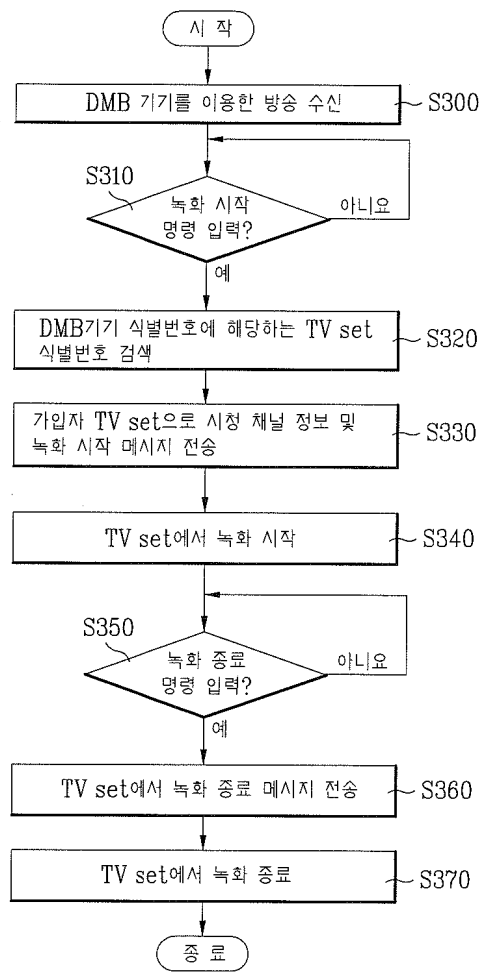 시 작
DMB 기기를 이용한 방송 수신
S300
S310
녹화 시작
명령 입력?
아니요
예
DMB기기 식별번호에 해당하는 TV set
식별번호 검색
S320
가입자 TV set으로 시청 채널 정보 및
녹화 시작 메시지 전송
S330
TV set에서 녹화 시작
S340
S350
녹화 종료
명령 입력?
아니요
예
TV set에서 녹화 종료 메시지 전송
S360
TV set에서 녹화 종료
S370
종 료